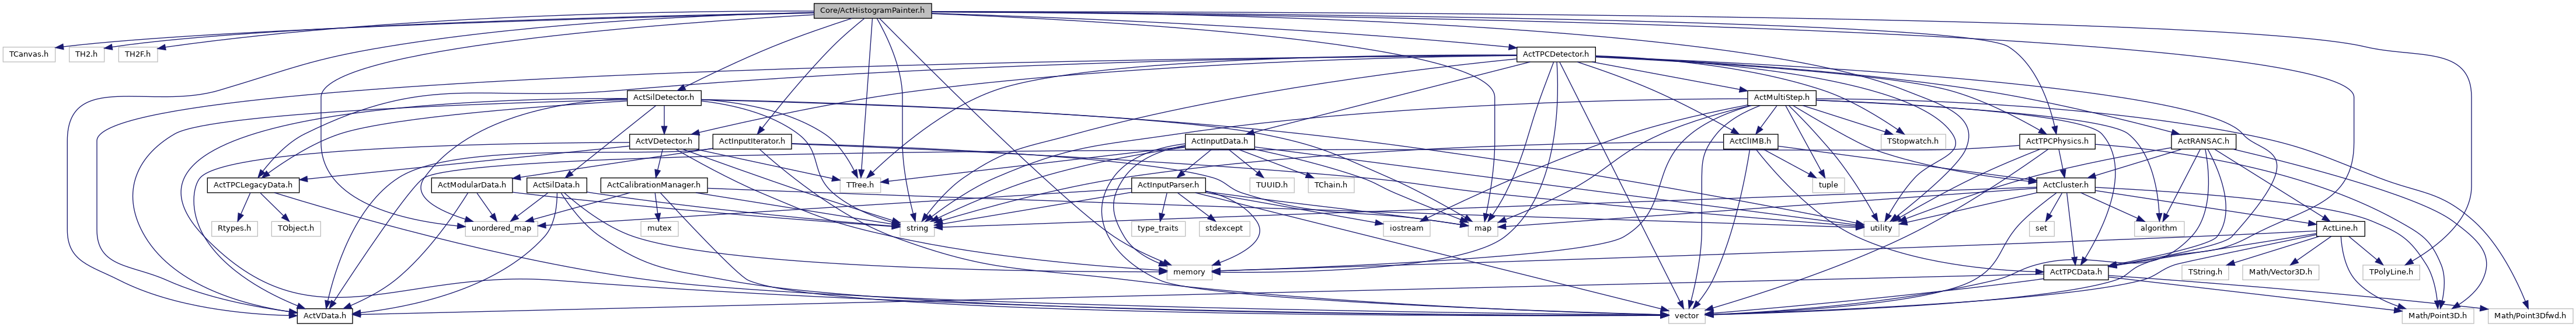 Core/ActHistogramPainter.h
TCanvas.h
TH2.h
TH2F.h
ActTPCDetector.h
ActSilDetector.h
ActMultiStep.h
ActVDetector.h
ActInputIterator.h
ActInputData.h
ActClIMB.h
TStopwatch.h
ActTPCPhysics.h
ActRANSAC.h
ActTPCLegacyData.h
ActModularData.h
ActSilData.h
ActCalibrationManager.h
TTree.h
ActInputParser.h
TUUID.h
TChain.h
tuple
ActCluster.h
Rtypes.h
TObject.h
unordered_map
mutex
string
type_traits
stdexcept
iostream
map
utility
set
algorithm
ActLine.h
memory
ActTPCData.h
TString.h
Math/Vector3D.h
TPolyLine.h
ActVData.h
vector
Math/Point3D.h
Math/Point3Dfwd.h